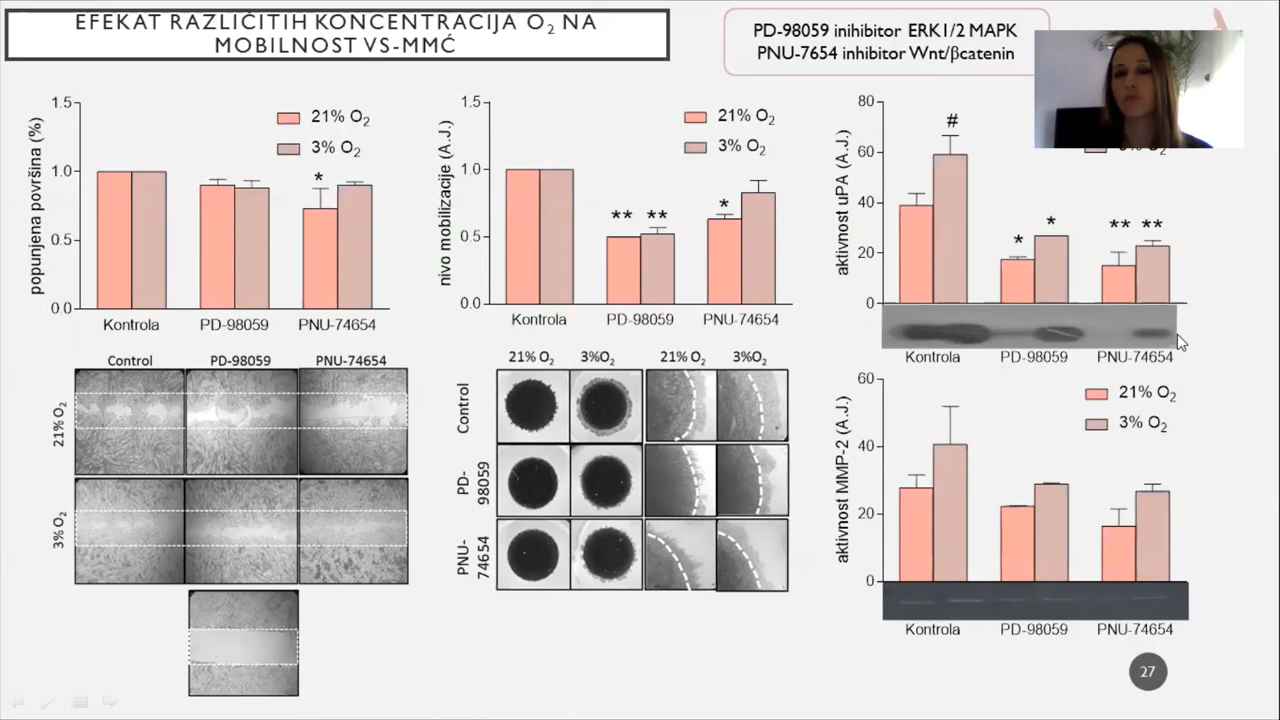 EFEKAT RAZLIČITIH KONCENTRACIJA O₂ NA
MOBILNOST VS-MMĆ
PD-98059 inihibitor ERK1/2 MAPK
PNU-7654 inhibitor Wnt/βcatenin
popunjena površina (%)
1.5
1.0
0.5
0.0
21% O₂
3% O₂
*
Kontrola
PD-98059
PNU-74654
nivo mobilizacije (A.J.)
1.5
1.0
0.5
0.0
21% O₂
3% O₂
** ** *
Kontrola
PD-98059
PNU-74654
aktivnost uPA (A.J.)
80
60
40
20
0
#
* * ** **
Kontrola
PD-98059
PNU-74654
Control
PD-98059
PNU-74654
21% O₂
3%O₂
21% O₂
3%O₂
21% O₂
3%O₂
Control
PD-
98059
PNU-
74654
aktivnost MMP-2 (A.J.)
60
40
20
0
21% O₂
3% O₂
Kontrola
PD-98059
PNU-74654
27